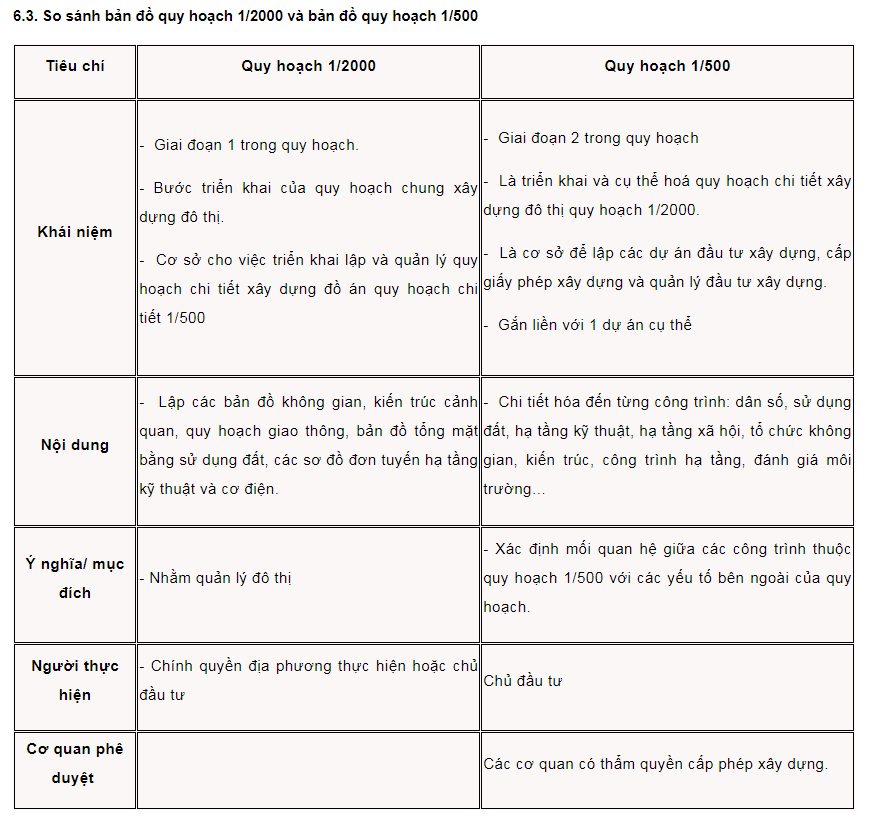 6.3. So sánh bản đồ quy hoạch 1/2000 và bản đồ quy hoạch 1/500
Tiêu chí
Quy hoạch 1/2000
Quy hoạch 1/500
Khái niệm
- Giai đoạn 1 trong quy hoạch.
- Bước triển khai của quy hoạch chung xây
dựng đô thị.
- Cơ sở cho việc triển khai lập và quản lý quy
hoạch chi tiết xây dựng đồ án quy hoạch chi
tiết 1/500
- Giai đoạn 2 trong quy hoạch
- Là triển khai và cụ thể hoá quy hoạch chi tiết xây
dựng đô thị quy hoạch 1/2000.
- Là cơ sở để lập các dự án đầu tư xây dựng, cấp
giấy phép xây dựng và quản lý đầu tư xây dựng.
- Gắn liền với 1 dự án cụ thể
Nội dung
- Lập các bản đồ không gian, kiến trúc cảnh
quan, quy hoạch giao thông, bản đồ tổng mặt
bằng sử dụng đất, các sơ đồ đơn tuyến hạ tầng
kỹ thuật và cơ điện.
- Chi tiết hóa đến từng công trình: dân số, sử dụng
đất, hạ tầng kỹ thuật, hạ tầng xã hội, tổ chức không
gian, kiến trúc, công trình hạ tầng, đánh giá môi
trường...
Ý nghĩa/ mục
đích
- Nhằm quản lý đô thị
- Xác định mối quan hệ giữa các công trình thuộc
quy hoạch 1/500 với các yếu tố bên ngoài của quy
hoạch.
Người thực
hiện
- Chính quyền địa phương thực hiện hoặc chủ
đầu tư
Chủ đầu tư
Cơ quan phê
duyệt
Các cơ quan có thẩm quyền cấp phép xây dựng.